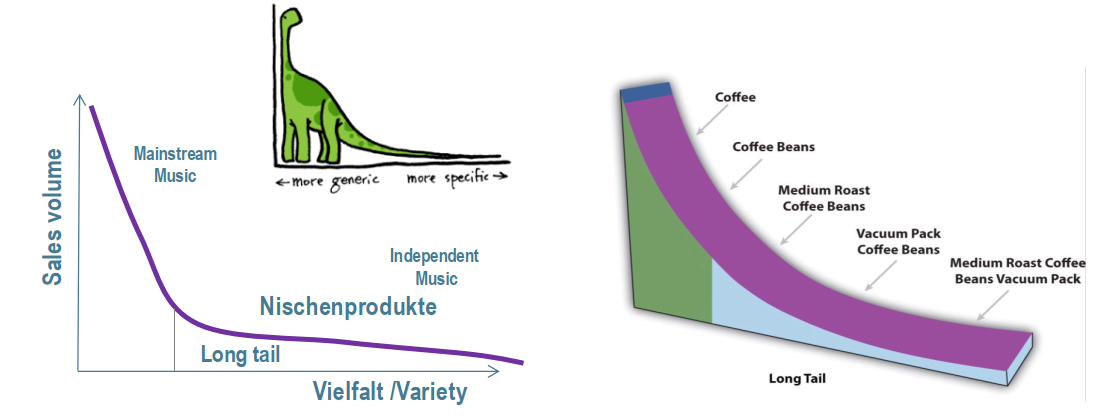 Sales volume
Mainstream
Music
←more generic more specific→
Independent
Music
Nischenprodukte
Long tail
Vielfalt /Variety
Coffee
Coffee Beans
Medium Roast
Coffee Beans
Vacuum Pack
Coffee Beans
Medium Roast Coffee
Beans Vacuum Pack
Long Tail